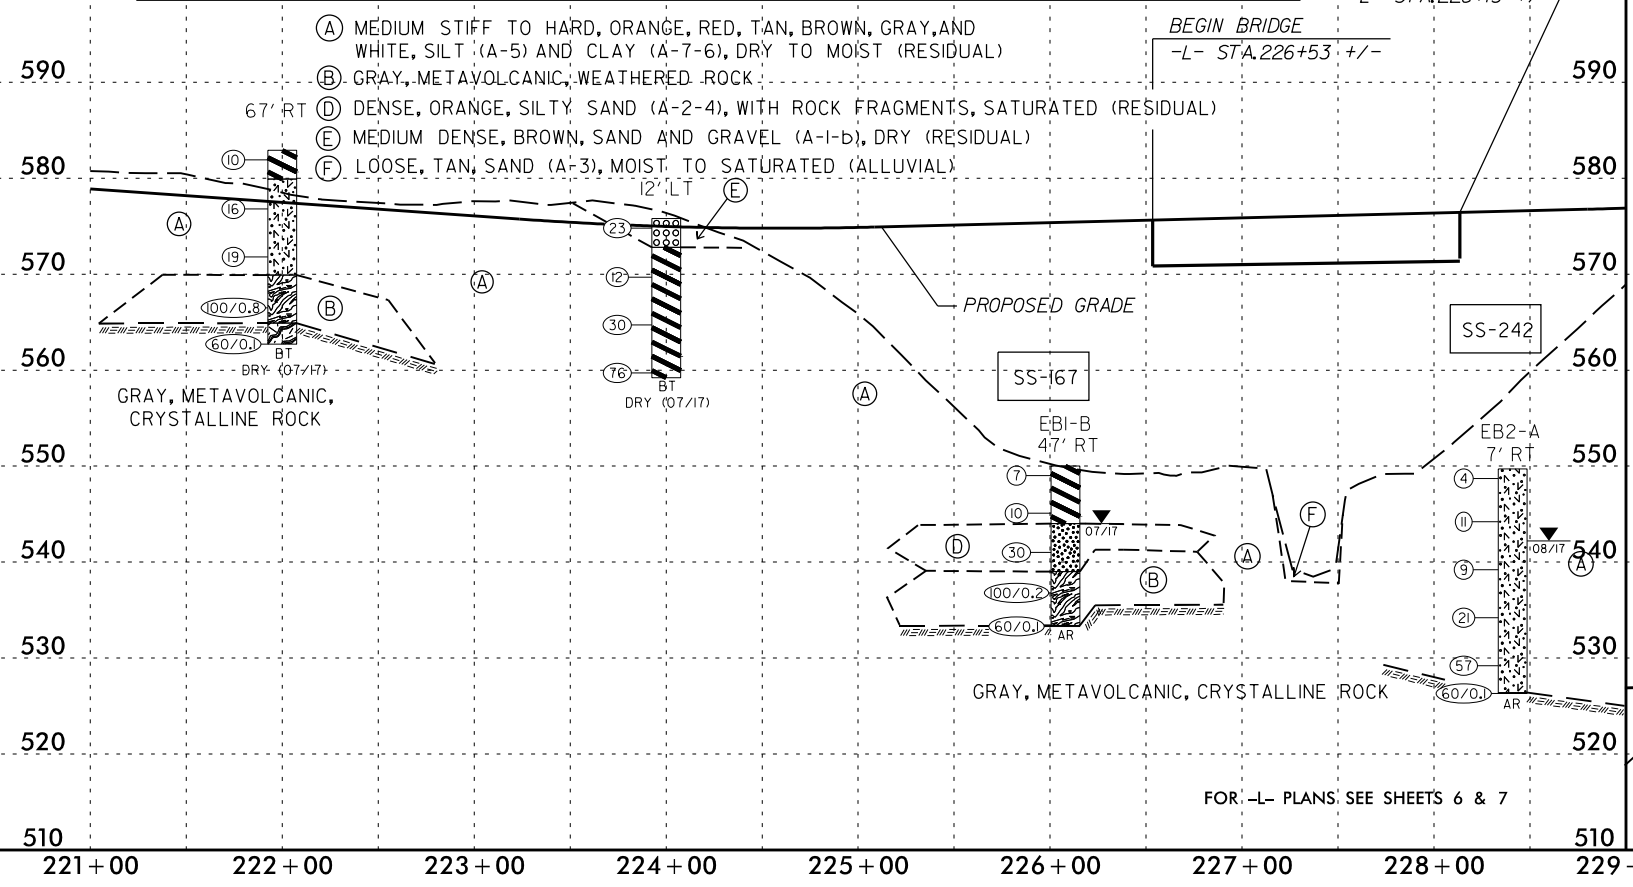 BEGIN BRIDGE
-L- STA.226+53 +/-
A MEDIUM STIFF TO HARD, ORANGE, RED, TAN, BROWN, GRAY, AND
WHITE, SILT (A-5) AND CLAY (A-7-6), DRY TO MOIST (RESIDUAL)
B GRAY, METAVOLCANIC, WEATHERED ROCK
D DENSE, ORANGE, SILTY SAND (A-2-4), WITH ROCK FRAGMENTS, SATURATED (RESIDUAL)
E MEDIUM DENSE, BROWN, SAND AND GRAVEL (A-1-b), DRY (RESIDUAL)
F LOOSE, TAN, SAND (A-3), MOIST TO SATURATED (ALLUVIAL)
590 590
580 580
570 570
560 560
550 550
540 540
530 530
520 520
510 510
67' RT
10
16
19
100/0.8
60/0.1
BT
DRY (07/17)
GRAY, METAVOLCANIC,
CRYSTALLINE ROCK
A
B
A
12' LT
E
23
12
30
76
BT
DRY (07/17)
A
PROPOSED GRADE
SS-167
EB1-B
47' RT
7
10
30
100/0.2
60/0.1
AR
07/17
D
B
A
F
GRAY, METAVOLCANIC, CRYSTALLINE ROCK
SS-242
EB2-A
7' RT
4
11
9
21
57
60/0.1
AR
08/17
A
FOR -L- PLANS SEE SHEETS 6 & 7
221+00 222+00 223+00 224+00 225+00 226+00 227+00 228+00 229